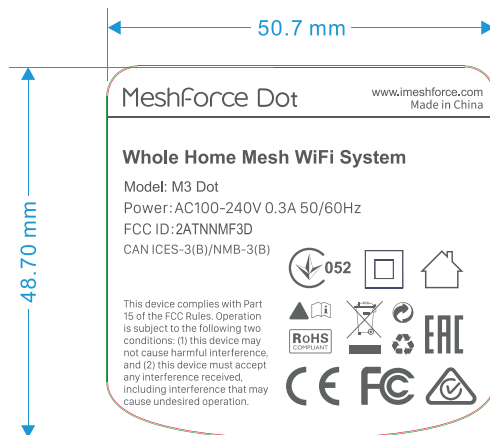 50.7 mm
48.70 mm
MeshForce Dot
www.imeshforce.com
Made in China
Whole Home Mesh WiFi System
Model: M3 Dot
Power:AC100-240V 0.3A 50/60Hz
FCC ID:2ATNNMF3D
CAN ICES-3(B)/NMB-3(B)
052
This device complies with Part
15 of the FCC Rules. Operation
is subject to the following two
conditions: (1) this device may
not cause harmful interference,
and (2) this device must accept
any interference received,
including interference that may
cause undesired operation.
RoHS
COMPLIANT
EAC
CE FC